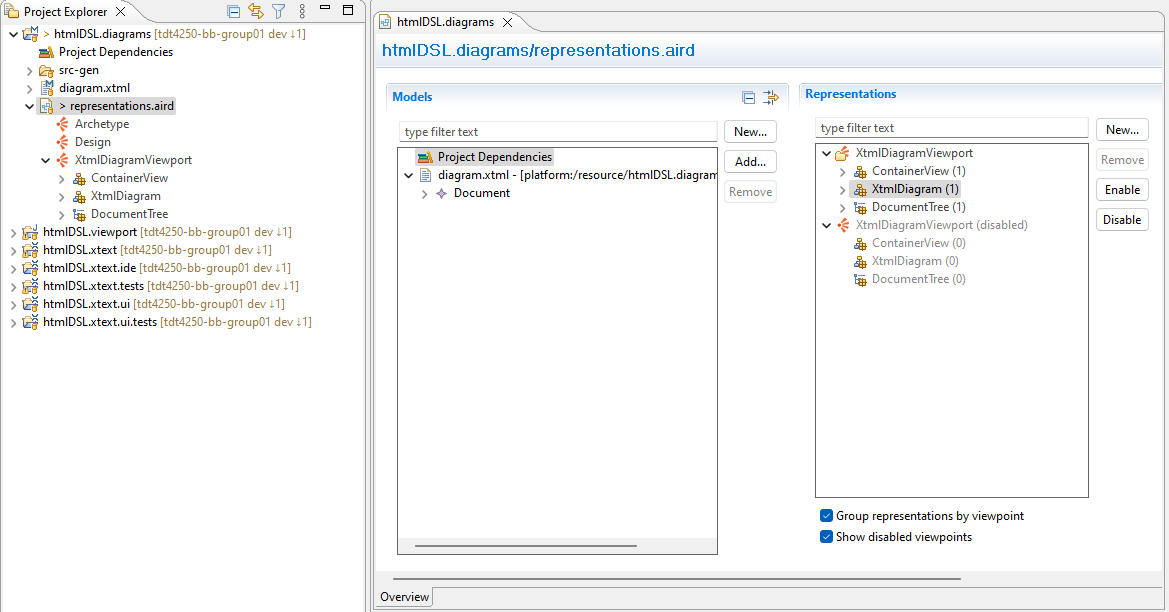 Project Explorer
> htmlDSL.diagrams [tdt4250-bb-group01 dev ↓1]
Project Dependencies
src-gen
diagram.xtml
> representations.aird
Archetype
Design
XtmlDiagramViewport
ContainerView
XtmlDiagram
DocumentTree
htmlDSL.viewport [tdt4250-bb-group01 dev ↓1]
htmlDSL.xtext [tdt4250-bb-group01 dev ↓1]
htmlDSL.xtext.ide [tdt4250-bb-group01 dev ↓1]
htmlDSL.xtext.tests [tdt4250-bb-group01 dev ↓1]
htmlDSL.xtext.ui [tdt4250-bb-group01 dev ↓1]
htmlDSL.xtext.ui.tests [tdt4250-bb-group01 dev ↓1]
htmlDSL.diagrams
htmlDSL.diagrams/representations.aird
Models
type filter text
New...
Add...
Remove
Project Dependencies
diagram.xtml - [platform:/resource/htmlDSL.diagram
Document
Representations
type filter text
New...
Remove
Enable
Disable
XtmlDiagramViewport
ContainerView (1)
XtmlDiagram (1)
DocumentTree (1)
XtmlDiagramViewport (disabled)
ContainerView (0)
XtmlDiagram (0)
DocumentTree (0)
Group representations by viewpoint
Show disabled viewpoints
Overview